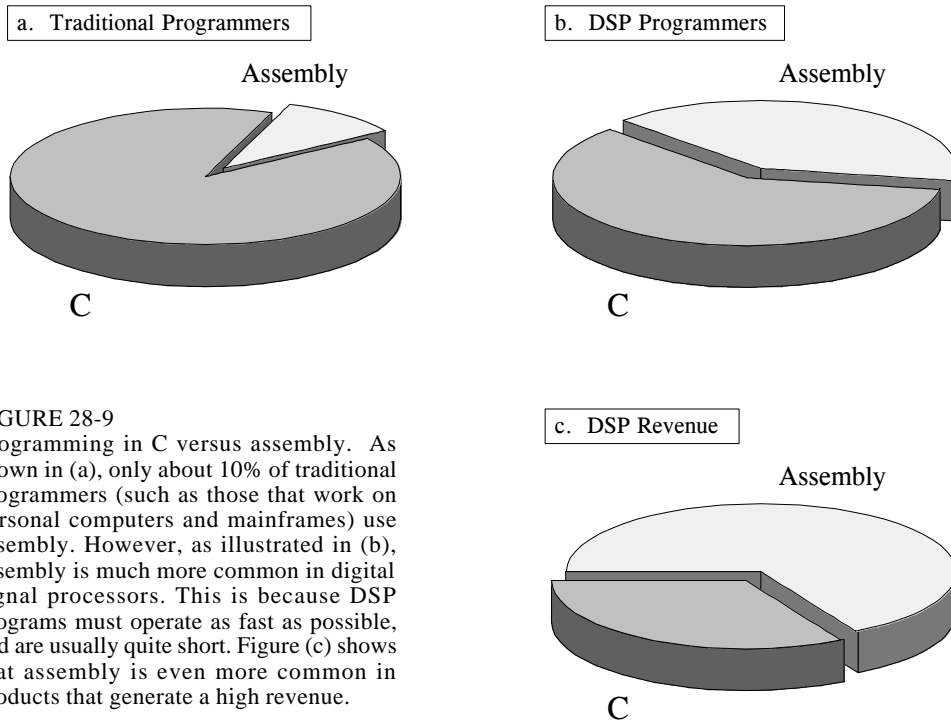 a. Traditional Programmers
Assembly
C
b. DSP Programmers
Assembly
C
GURE 28-9
ogramming in C versus assembly. As
own in (a), only about 10% of traditional
ogrammers (such as those that work on
rsonal computers and mainframes) use
sembly. However, as illustrated in (b),
sembly is much more common in digital
gnal processors. This is because DSP
ograms must operate as fast as possible,
d are usually quite short. Figure (c) shows
at assembly is even more common in
oducts that generate a high revenue.
c. DSP Revenue
Assembly
C